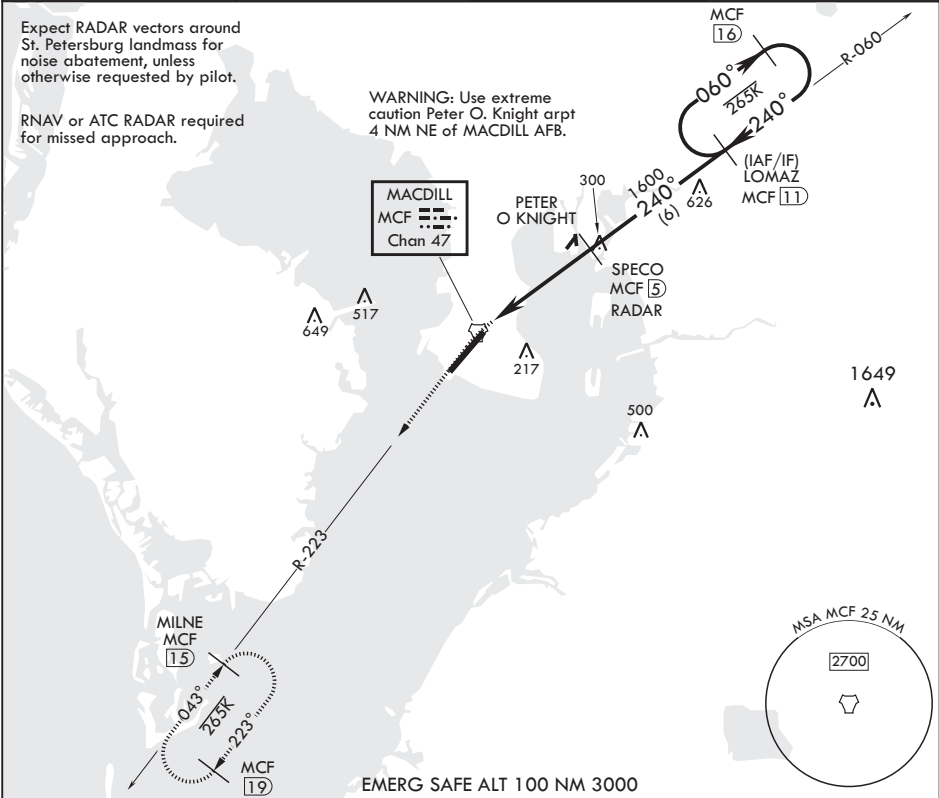 Expect RADAR vectors around
St. Petersburg landmass for
noise abatement, unless
otherwise requested by pilot.
RNAV or ATC RADAR required
for missed approach.
WARNING: Use extreme
caution Peter O. Knight arpt
4 NM NE of MACDILL AFB.
MCF
16
R-060
060°
265K
240°
(IAF/IF)
LOMAZ
MCF 11
1600
240°
(6)
626
300
PETER
O KNIGHT
SPECO
MCF 5
RADAR
MACDILL
MCF
Chan 47
649
517
217
500
1649
R-223
MILNE
MCF
15
043°
265K
223°
MCF
19
MSA MCF 25 NM
2700
EMERG SAFE ALT 100 NM 3000